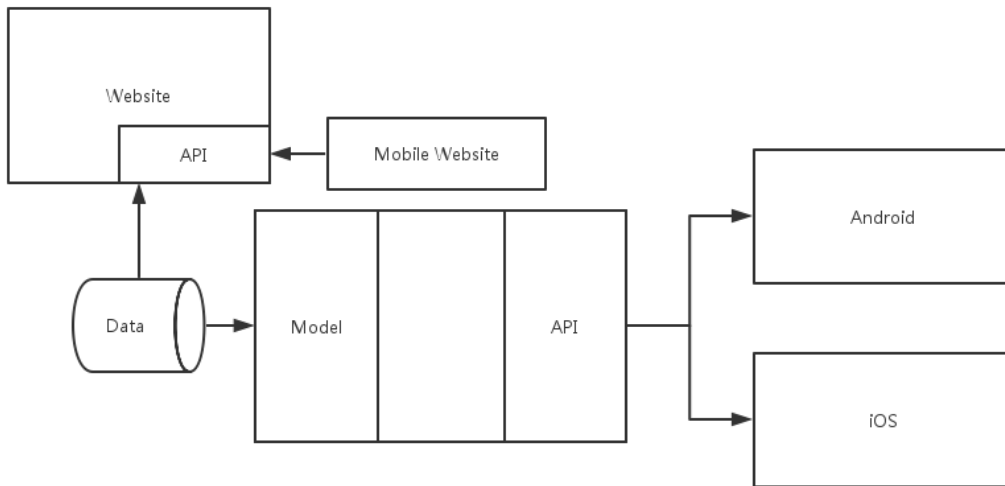 Website
API
Mobile Website
Android
Data
Model
API
iOS